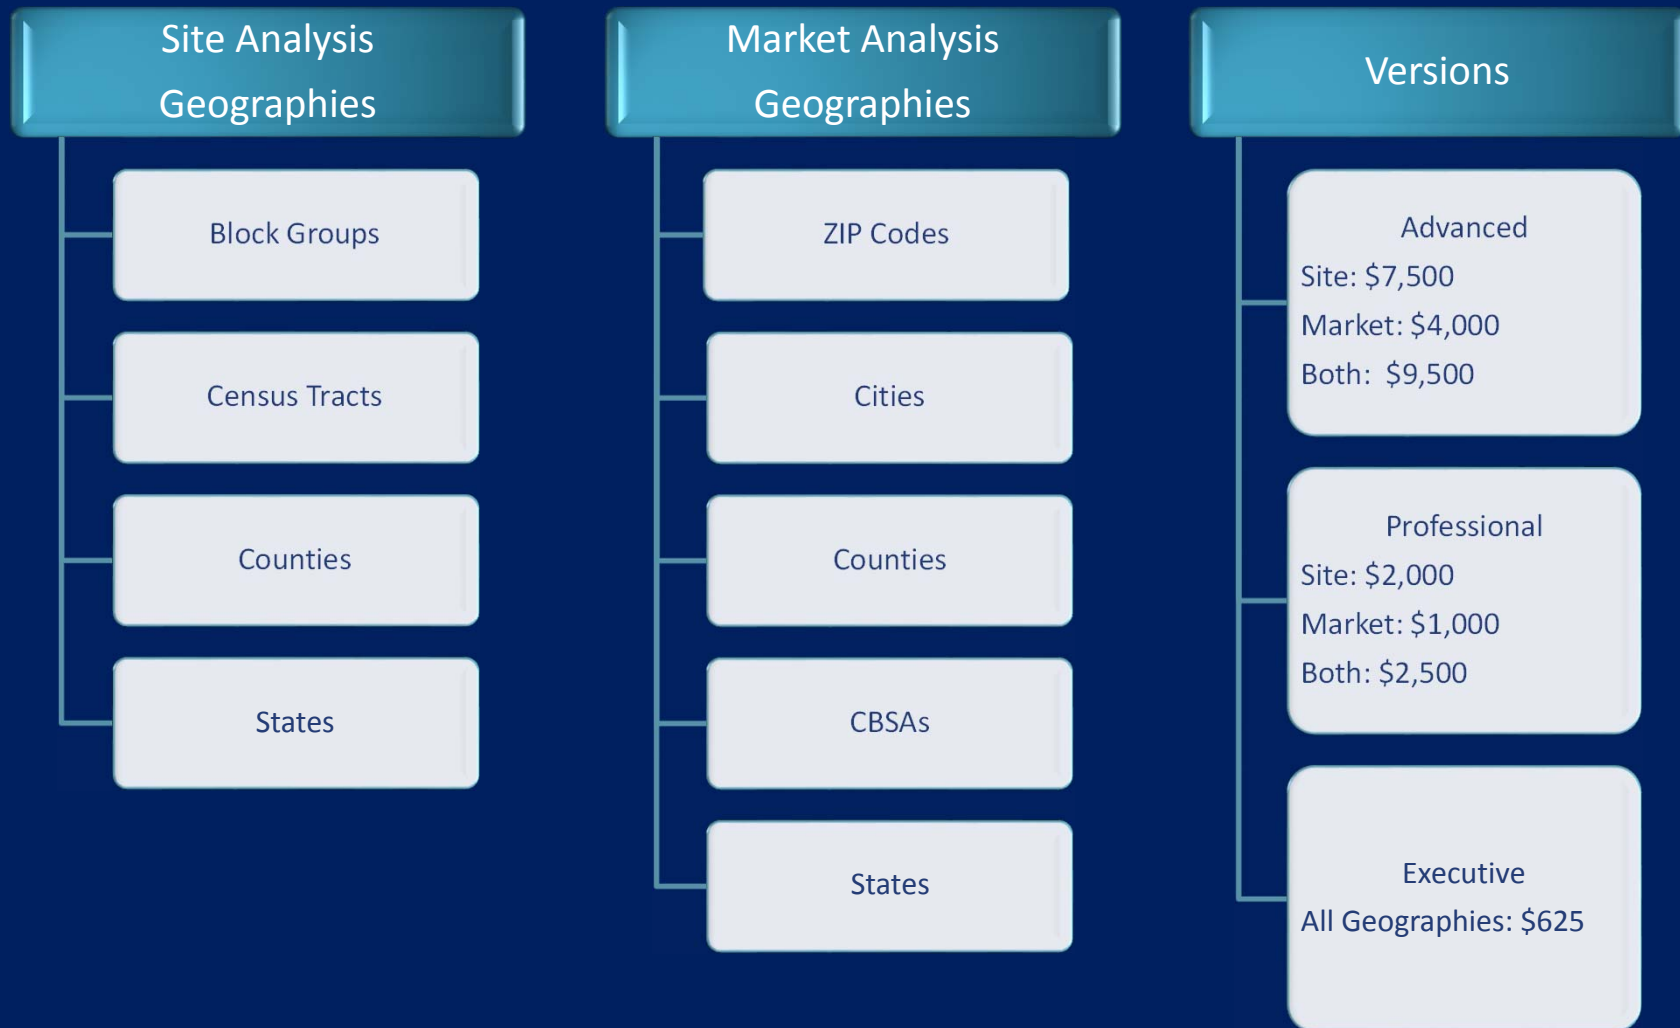 Site Analysis
Geographies
Block Groups
Census Tracts
Counties
States
Market Analysis
Geographies
ZIP Codes
Cities
Counties
CBSAs
States
Versions
Advanced
Site: $7,500
Market: $4,000
Both:  $9,500
Professional
Site: $2,000
Market: $1,000
Both: $2,500
Executive
All Geographies: $625